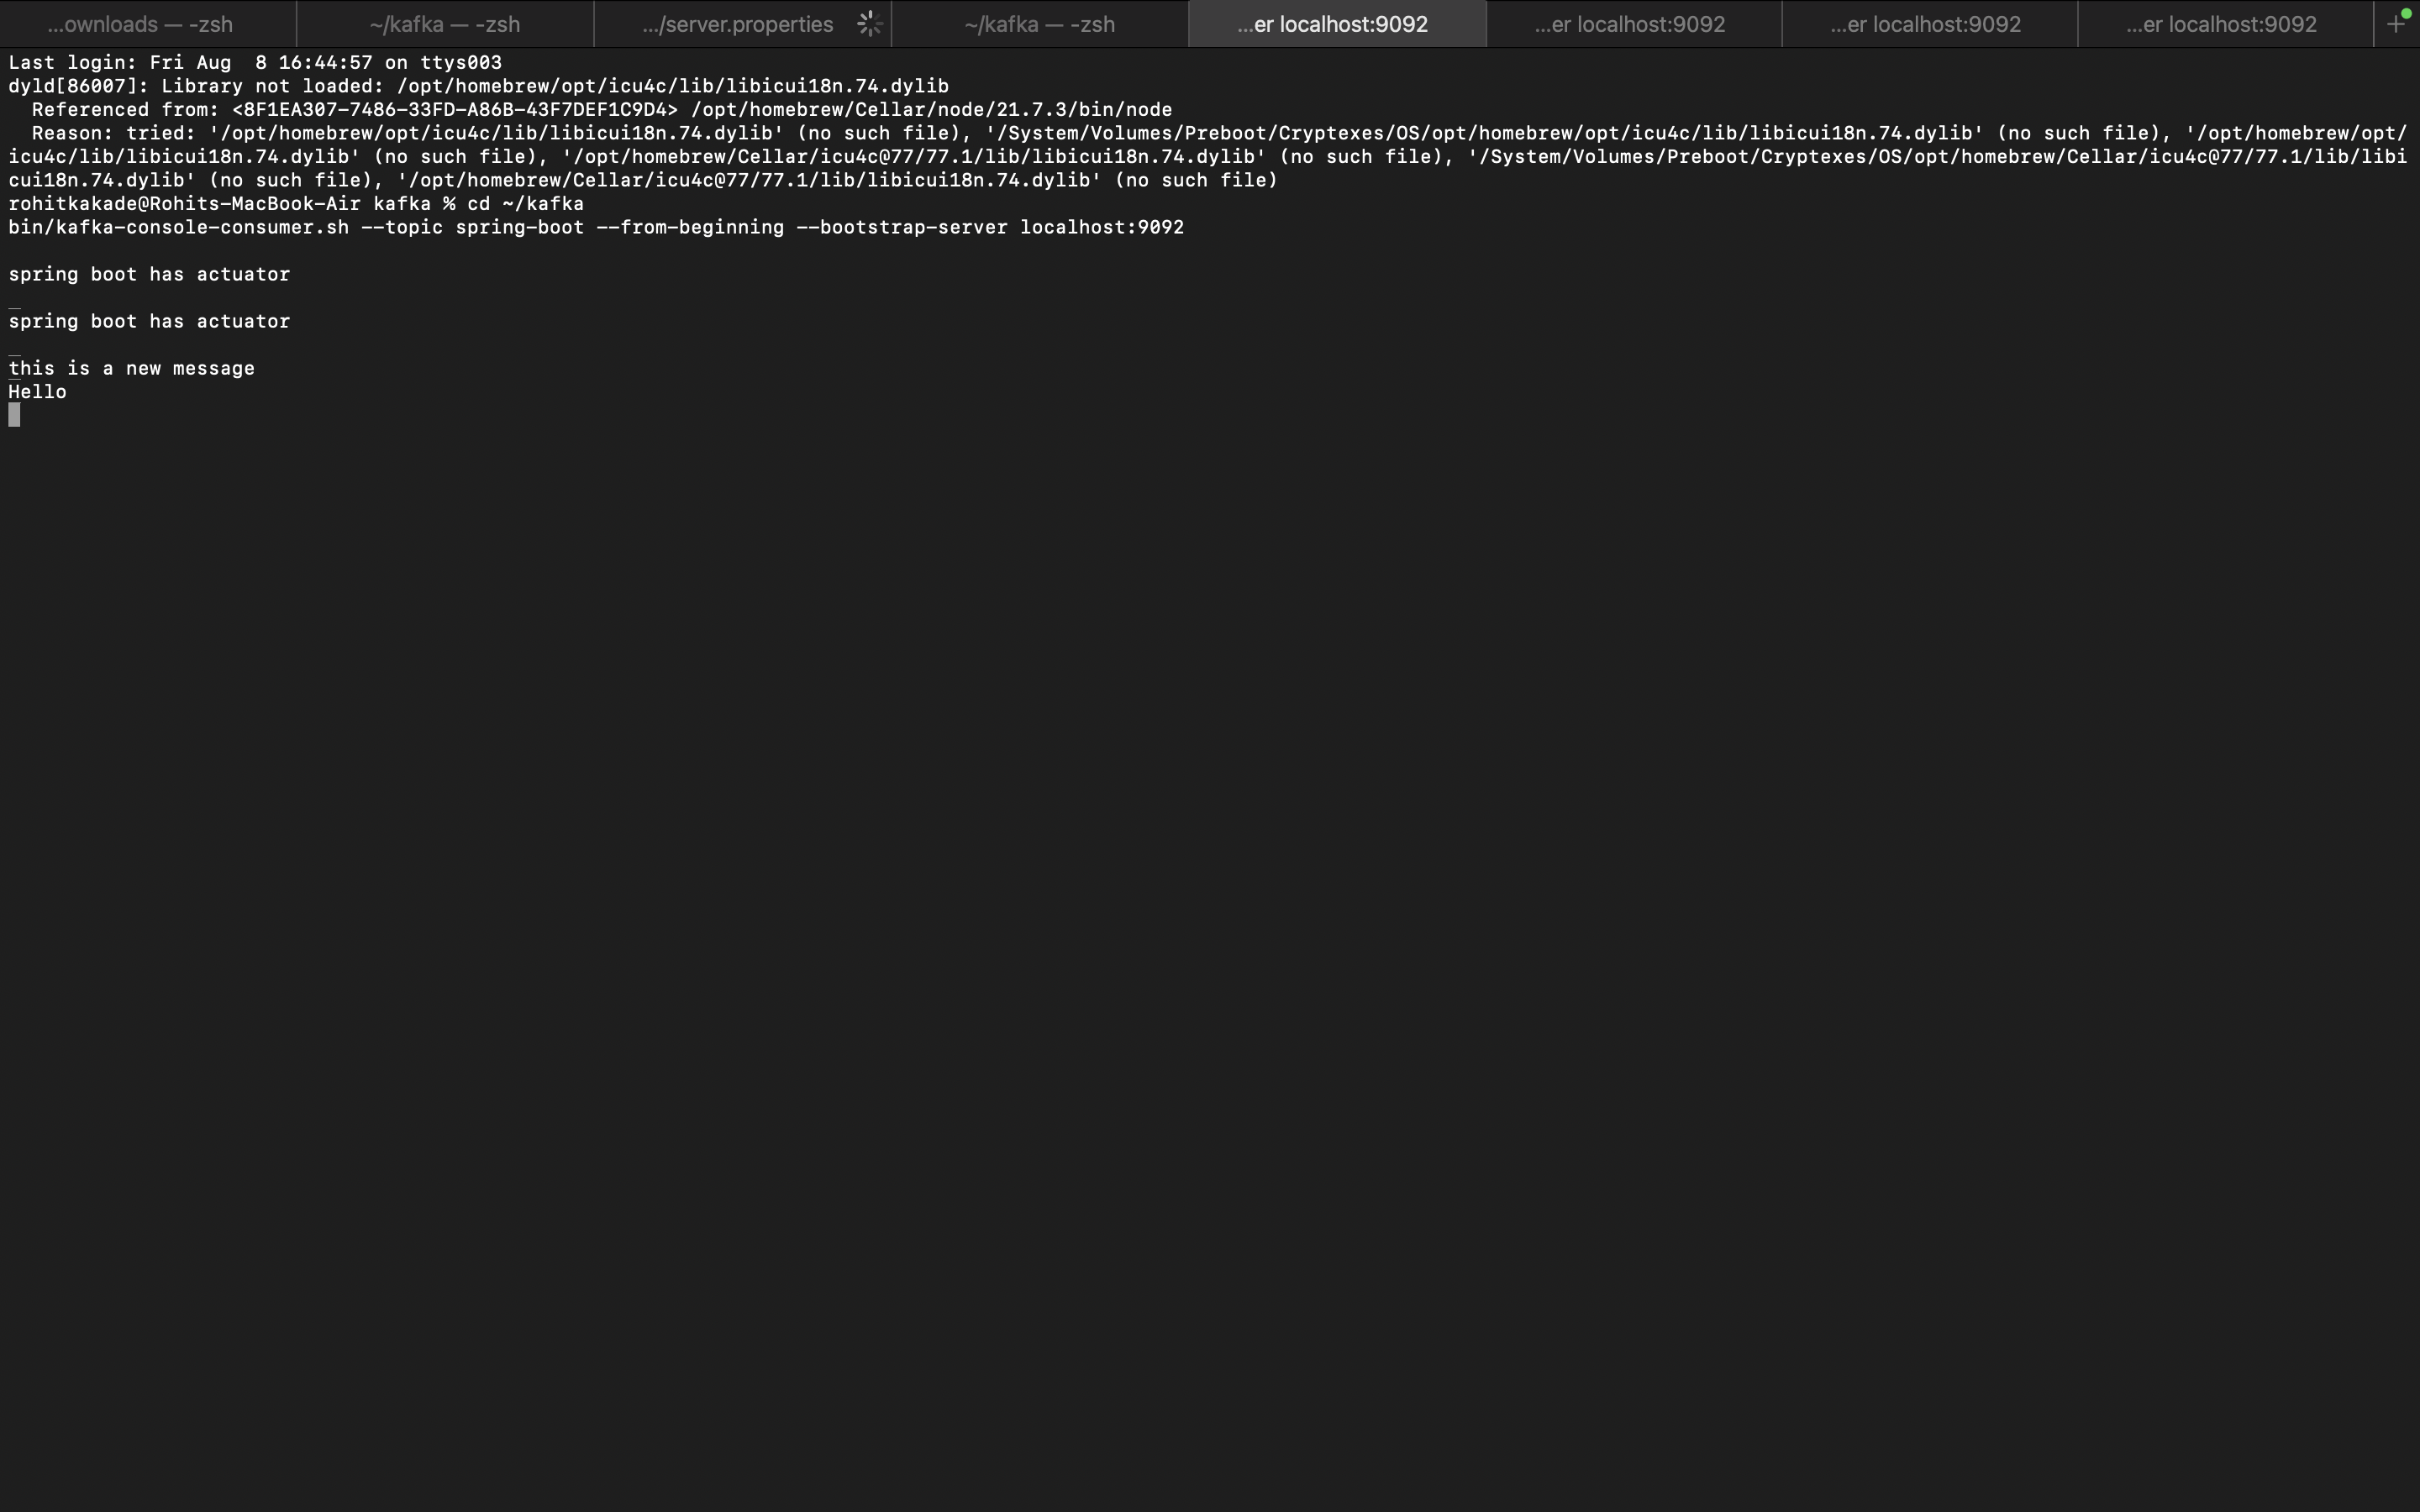 ...ownloads — -zsh
~/kafka — -zsh
.../server.properties
~/kafka — -zsh
...er localhost:9092
...er localhost:9092
...er localhost:9092
...er localhost:9092
+
Last login: Fri Aug  8 16:44:57 on ttys003
dyld[86007]: Library not loaded: /opt/homebrew/opt/icu4c/lib/libicui18n.74.dylib
  Referenced from: <8F1EA307-7486-33FD-A86B-43F7DEF1C9D4> /opt/homebrew/Cellar/node/21.7.3/bin/node
  Reason: tried: '/opt/homebrew/opt/icu4c/lib/libicui18n.74.dylib' (no such file), '/System/Volumes/Preboot/Cryptexes/OS/opt/homebrew/opt/icu4c/lib/libicui18n.74.dylib' (no such file), '/opt/homebrew/opt/
icu4c/lib/libicui18n.74.dylib' (no such file), '/opt/homebrew/Cellar/icu4c@77/77.1/lib/libicui18n.74.dylib' (no such file), '/System/Volumes/Preboot/Cryptexes/OS/opt/homebrew/Cellar/icu4c@77/77.1/lib/libi
cui18n.74.dylib' (no such file), '/opt/homebrew/Cellar/icu4c@77/77.1/lib/libicui18n.74.dylib' (no such file)
rohitkakade@Rohits-MacBook-Air kafka % cd ~/kafka
bin/kafka-console-consumer.sh --topic spring-boot --from-beginning --bootstrap-server localhost:9092
spring boot has actuator
_
spring boot has actuator
_
this is a new message
Hello